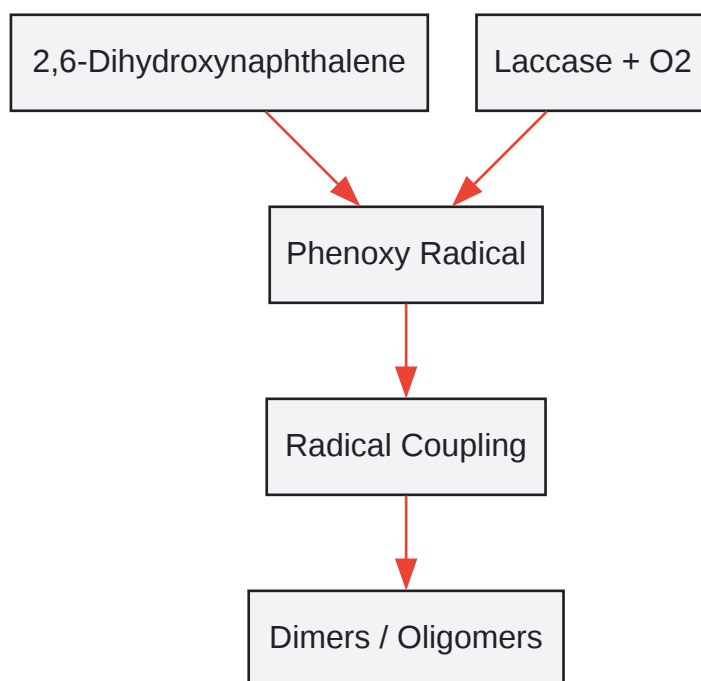 2,6-Dihydroxynaphthalene
Laccase + O2
Phenoxy Radical
Radical Coupling
Dimers / Oligomers